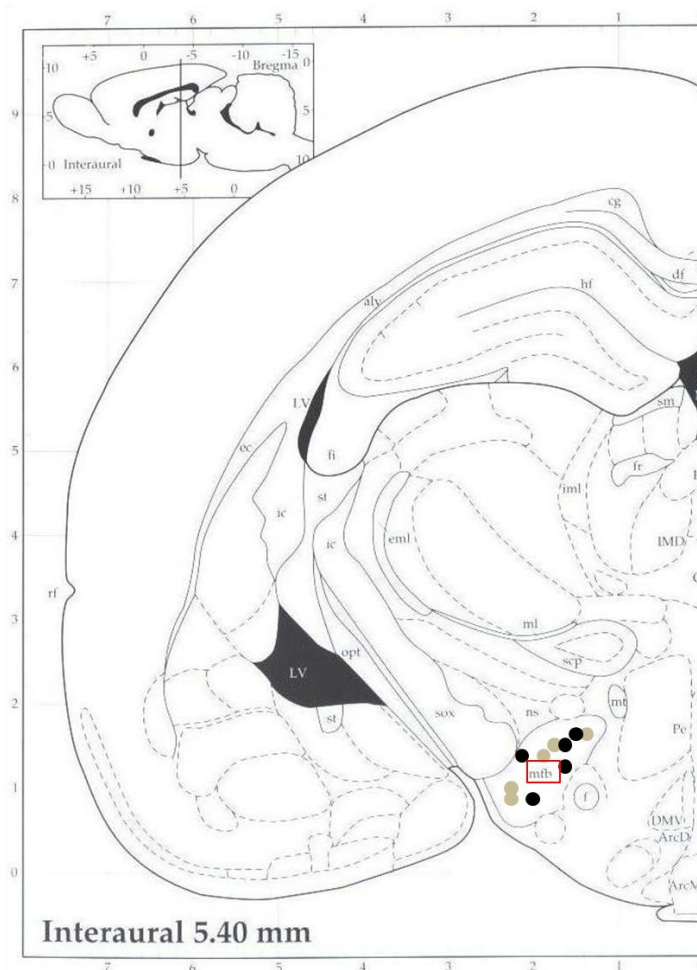 7 6 5 4 3 2 1
+5 0 -5 -10 -15
10 Bregma 0
5 5
0 Interaural 10
+15 +10 +5 0
9
8
cg
7
df
hf
alv
6
LV
sm
ec
5
fi
fr
st
iml
ic
4
ic
eml
IMD
rf
3
ml
opt
scp
LV
2
mt
sox
ns
st
Pe
mfb
1
f
DMV
ArcD
0
ArcM
Interaural 5.40 mm
7 6 5 4 3 2 1